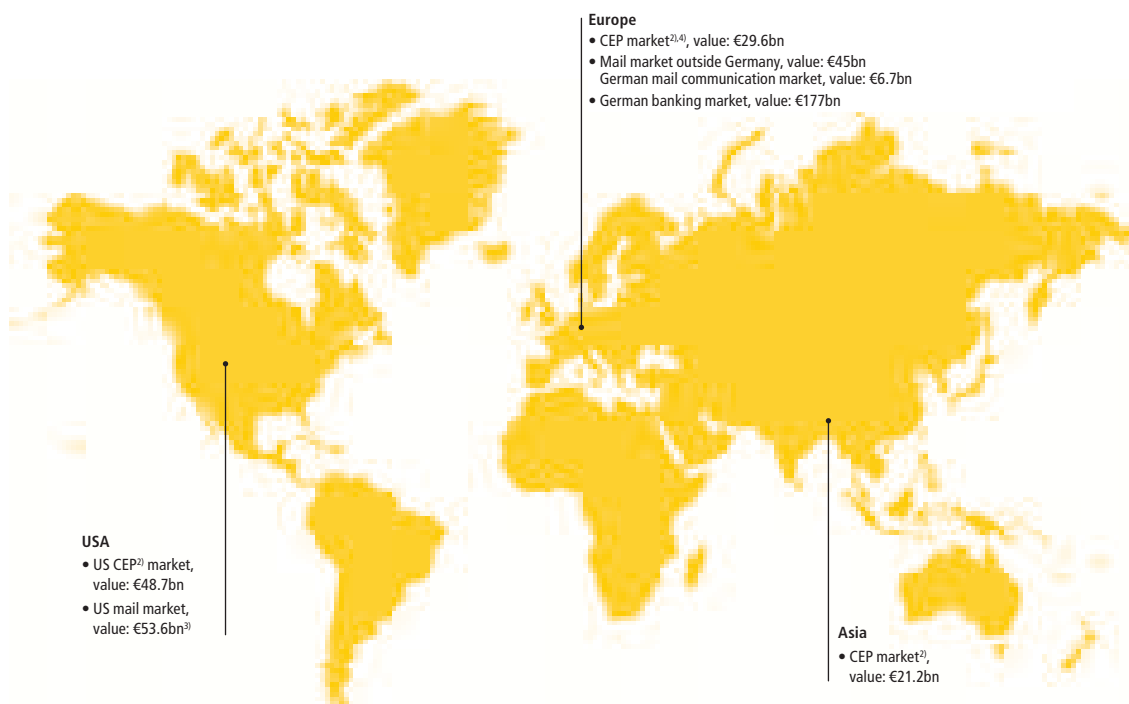 Europe
• CEP market2),4), value: €29.6bn
• Mail market outside Germany, value: €45bn
German mail communication market, value: €6.7bn
• German banking market, value: €177bn
USA
• US CEP2) market,
value: €48.7bn
• US mail market,
value: €53.6bn3)
Asia
• CEP market2),
value: €21.2bn